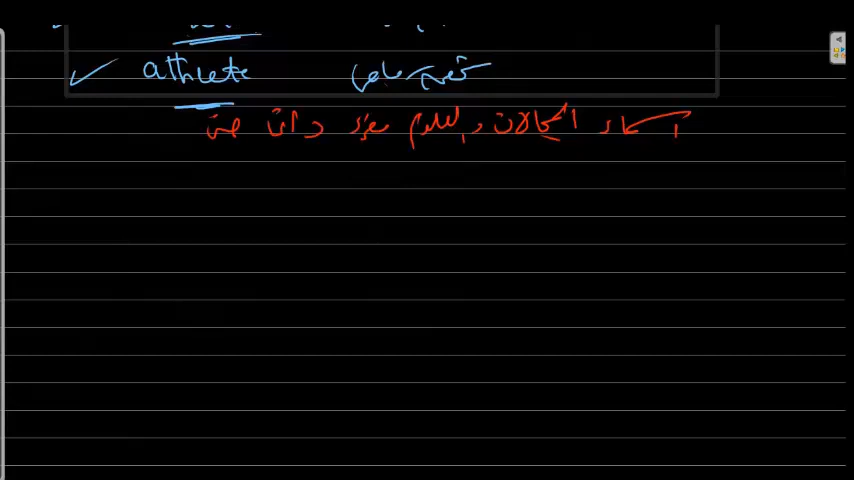 athlete شخص رياضي
أسماء المجالات والعلوم مفرد دائما